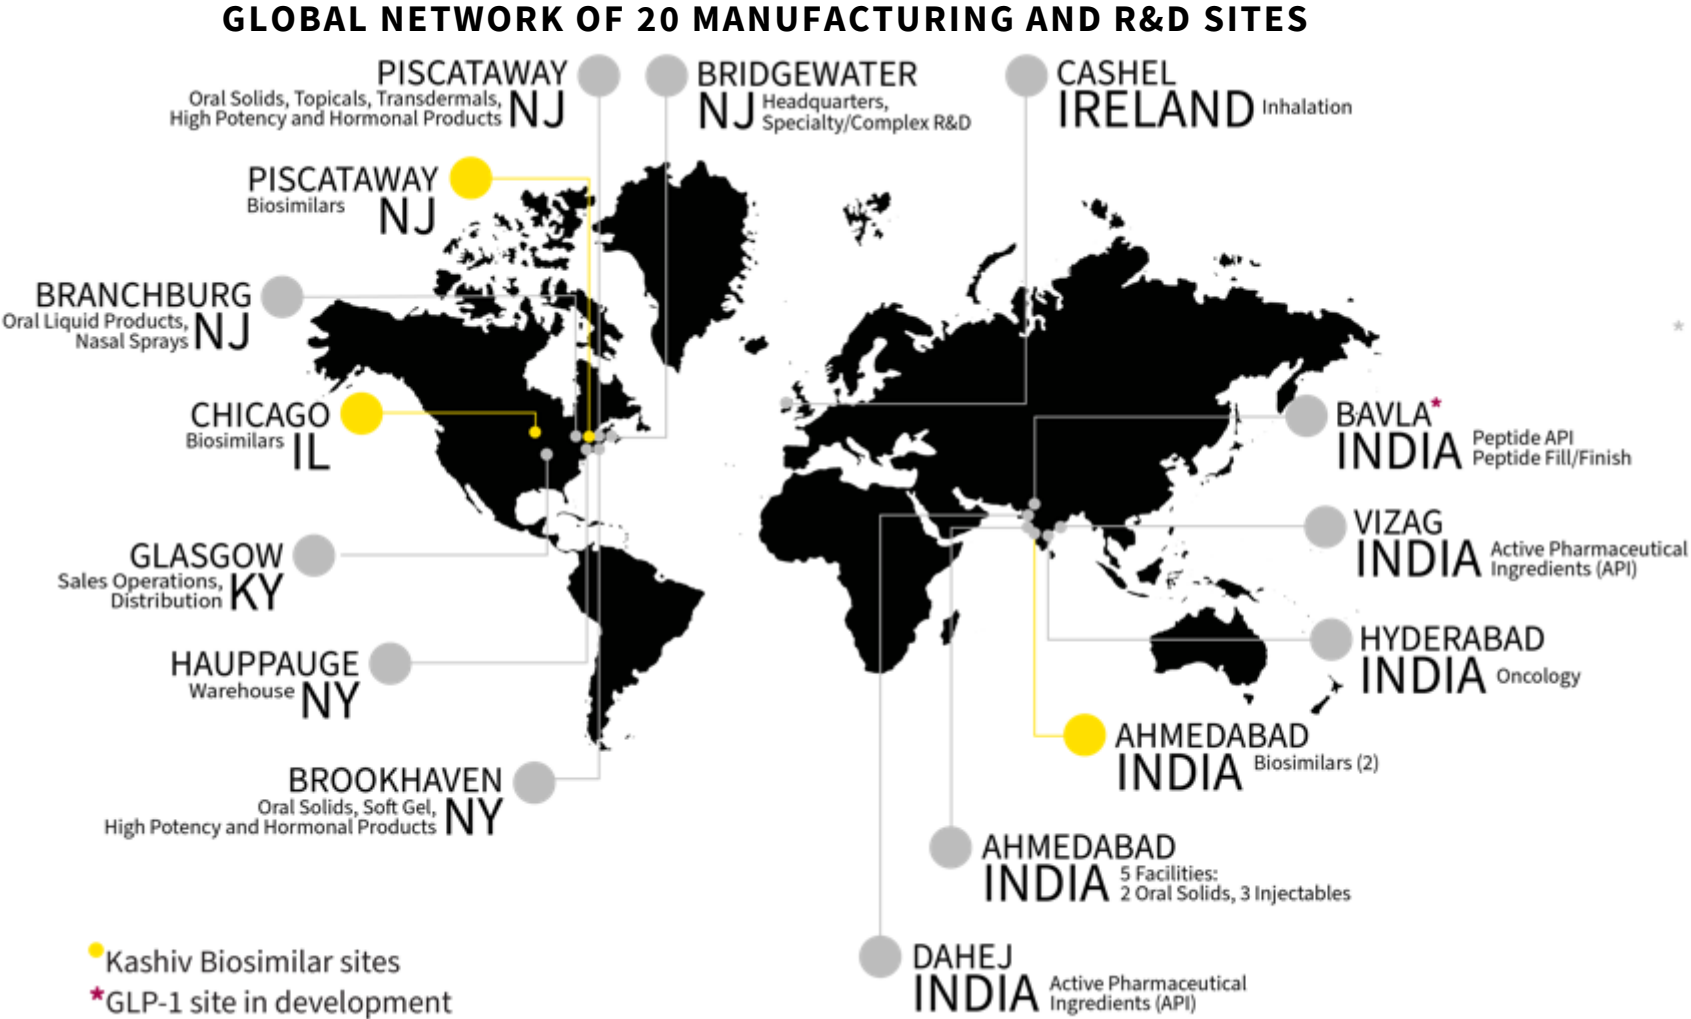 GLOBAL NETWORK OF 20 MANUFACTURING AND R&D SITES
PISCATAWAY
Oral Solids, Topicals, Transdermals,
High Potency and Hormonal Products
NJ
BRIDGEWATER
NJ
Headquarters,
Specialty/Complex R&D
CASHEL
IRELAND Inhalation
PISCATAWAY
Biosimilars NJ
BRANCHBURG
Oral Liquid Products,
Nasal Sprays
NJ
*
CHICAGO
Biosimilars IL
BAVLA*
INDIA
Peptide API
Peptide Fill/Finish
VIZAG
INDIA
Active Pharmaceutical
Ingredients (API)
GLASGOW
Sales Operations,
Distribution
KY
HYDERABAD
INDIA Oncology
HAUPPAUGE
Warehouse NY
AHMEDABAD
INDIA Biosimilars (2)
BROOKHAVEN
Oral Solids, Soft Gel,
High Potency and Hormonal Products
NY
AHMEDABAD
INDIA
5 Facilities:
2 Oral Solids, 3 Injectables
DAHEJ
INDIA
Active Pharmaceutical
Ingredients (API)
Kashiv Biosimilar sites
*GLP-1 site in development